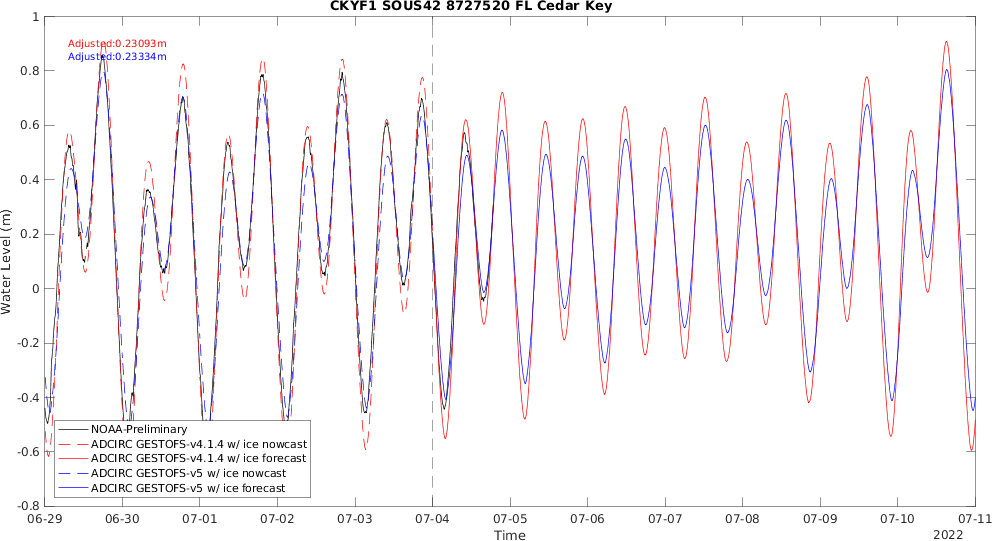 CKYF1 SOUS42 8727520 FL Cedar Key
Adjusted:0.23093m
Adjusted:0.23334m
Water Level (m)
1
0.8
0.6
0.4
0.2
0
-0.2
-0.4
-0.6
-0.8
NOAA-Preliminary
ADCIRC GESTOFS-v4.1.4 w/ ice nowcast
ADCIRC GESTOFS-v4.1.4 w/ ice forecast
ADCIRC GESTOFS-v5 w/ ice nowcast
ADCIRC GESTOFS-v5 w/ ice forecast
06-29 06-30 07-01 07-02 07-03 07-04 07-05 07-06 07-07 07-08 07-09 07-10 07-11
Time
2022